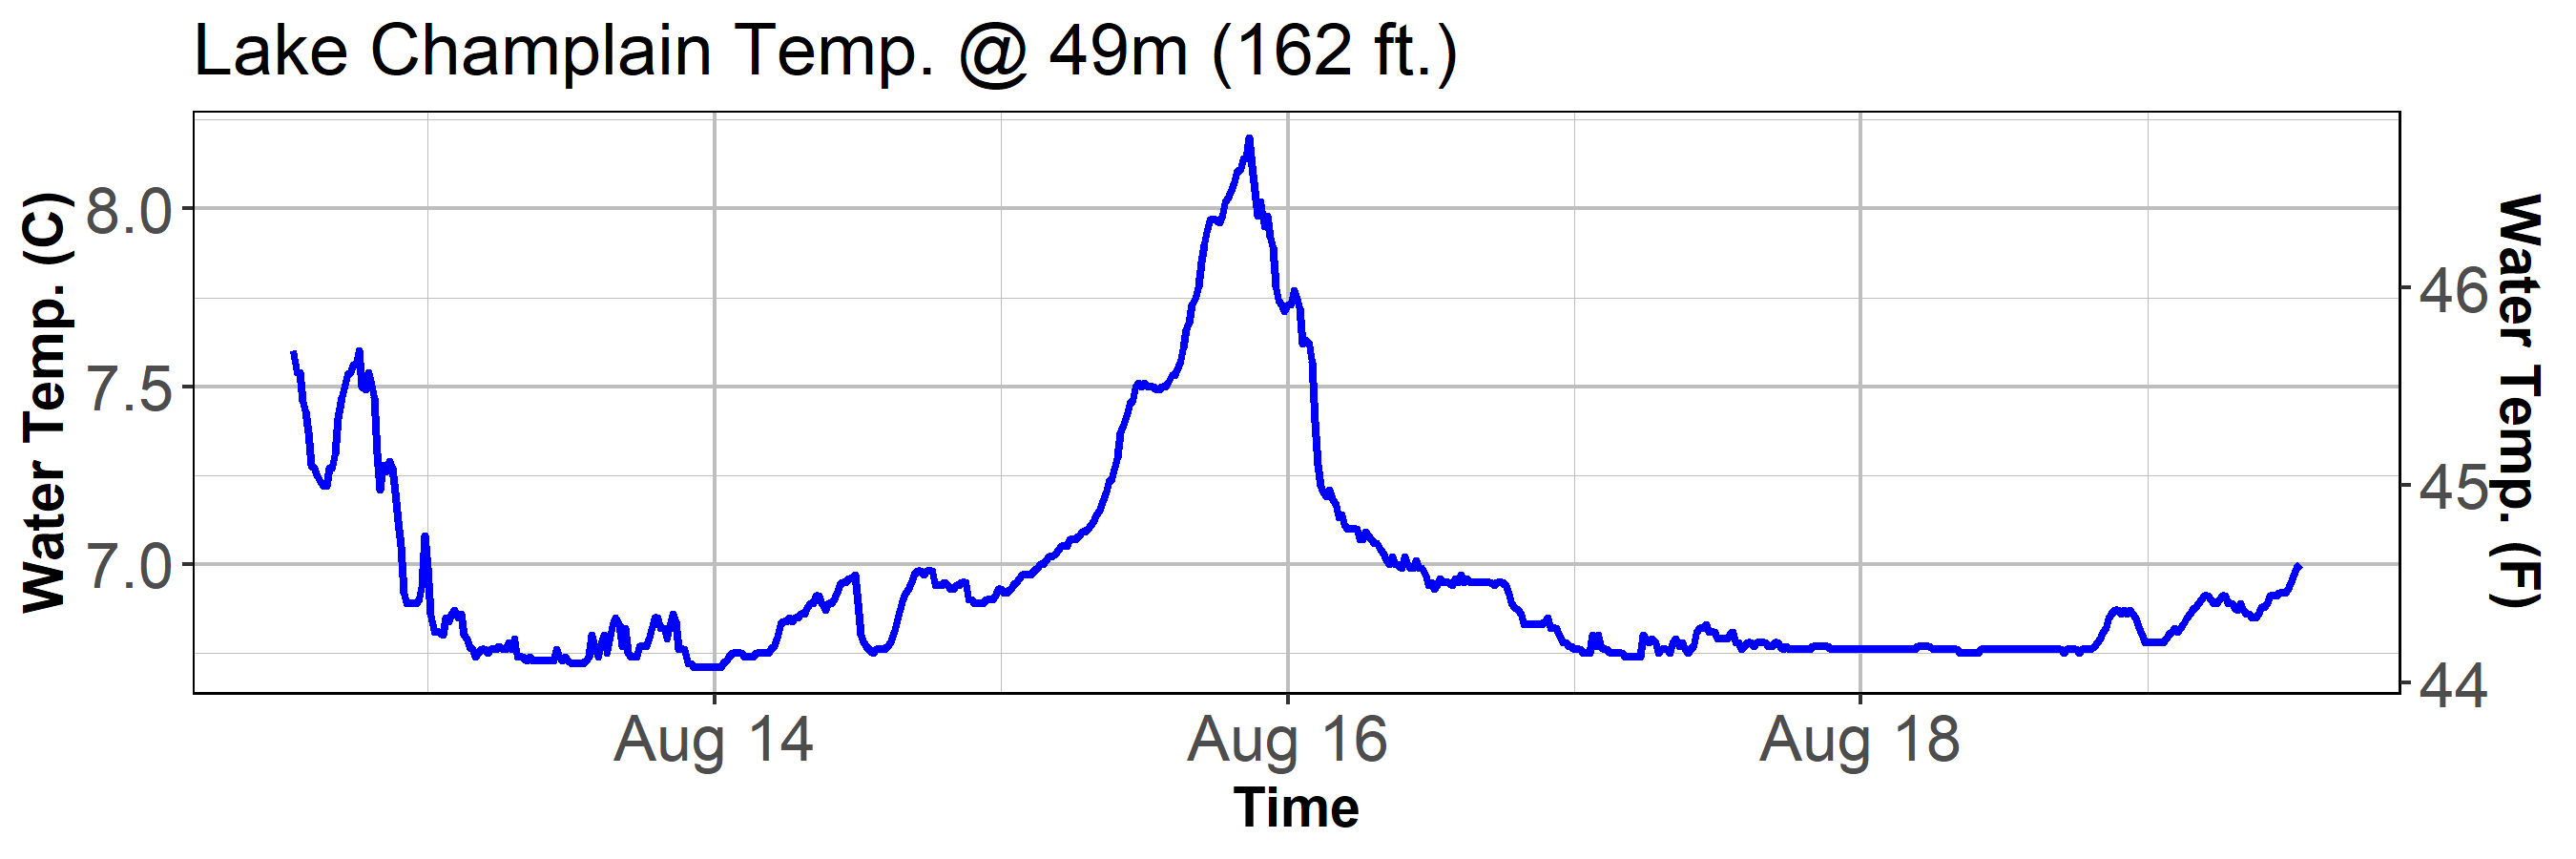 Lake Champlain Temp. @ 49m (162 ft.)
Water Temp. (C)
8.0
7.5
7.0
46
45
44
Water Temp. (F)
Aug 14
Aug 16
Aug 18
Time